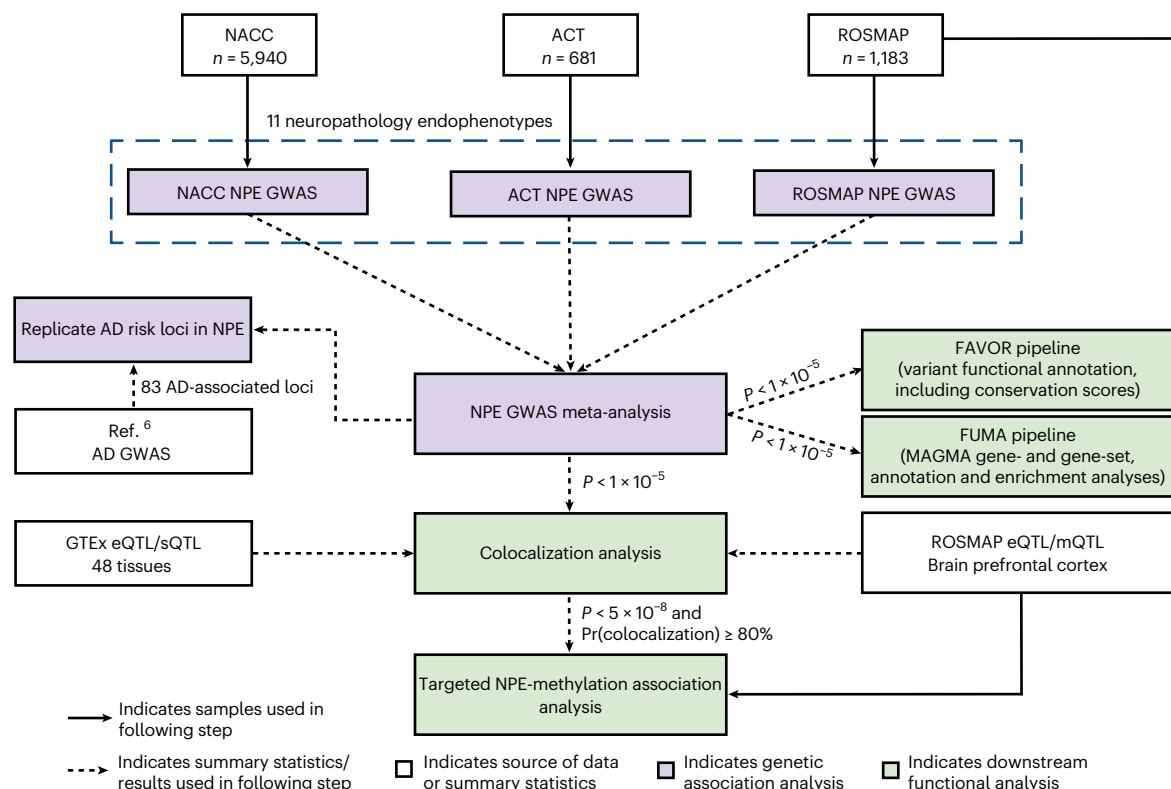 NACC
n = 5,940
ACT
n = 681
ROSMAP
n = 1,183
11 neuropathology endophenotypes
NACC NPE GWAS
ACT NPE GWAS
ROSMAP NPE GWAS
Replicate AD risk loci in NPE
83 AD-associated loci
Ref. 6
AD GWAS
NPE GWAS meta-analysis
P < 1 × 10⁻⁵
P < 1 × 10⁻⁵
FAVOR pipeline
(variant functional annotation,
including conservation scores)
FUMA pipeline
(MAGMA gene- and gene-set,
annotation and enrichment analyses)
P < 1 × 10⁻⁵
GTEx eQTL/sQTL
48 tissues
Colocalization analysis
ROSMAP eQTL/mQTL
Brain prefrontal cortex
P < 5 × 10⁻⁸ and
Pr(colocalization) ≥ 80%
Targeted NPE-methylation association
analysis
Indicates samples used in
following step
Indicates summary statistics/
results used in following step
Indicates source of data
or summary statistics
Indicates genetic
association analysis
Indicates downstream
functional analysis